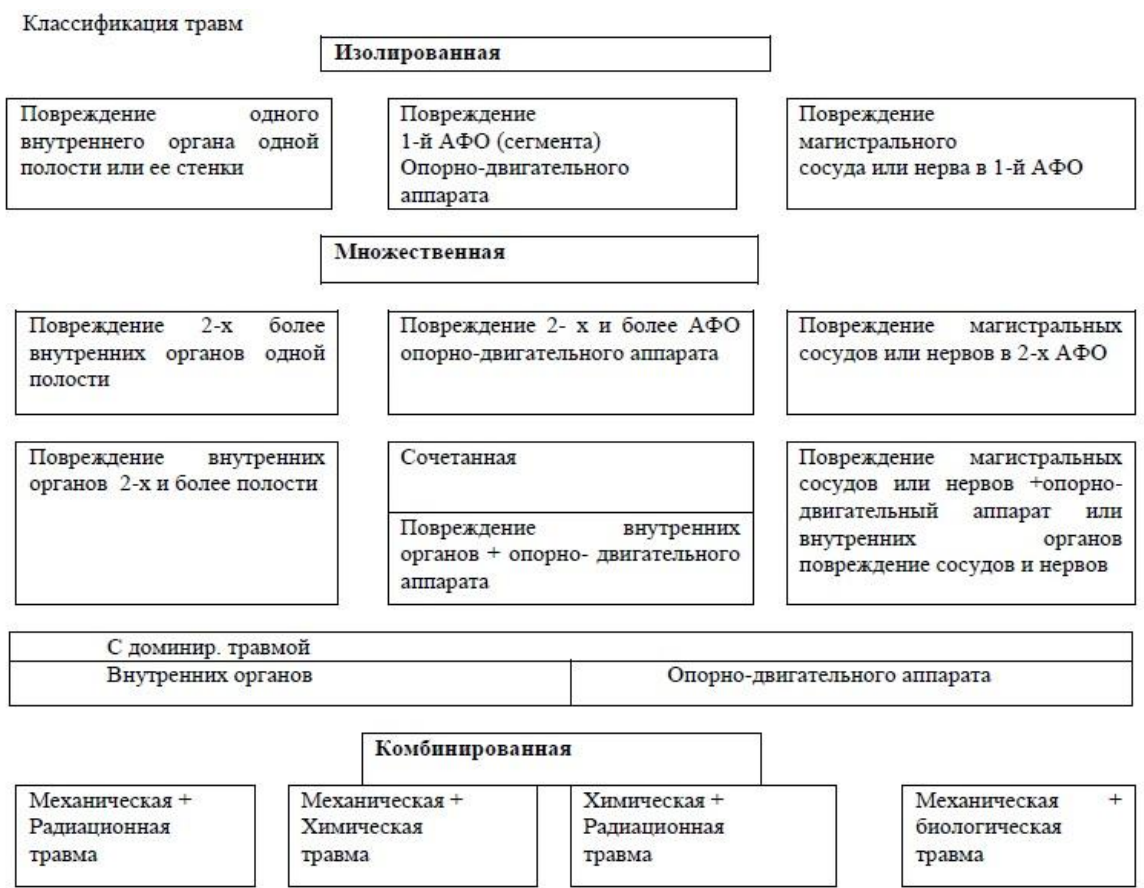 Классификация травм
Изолированная
Повреждение одного
внутреннего органа одной
полости или ее стенки
Повреждение
1-й АФО (сегмента)
Опорно-двигательного
аппарата
Повреждение
магистрального
сосуда или нерва в 1-й АФО
Множественная
Повреждение 2-х более
внутренних органов одной
полости
Повреждение 2- х и более АФО
опорно-двигательного аппарата
Повреждение магистральных
сосудов или нервов в 2-х АФО
Повреждение внутренних
органов 2-х и более полости
Сочетанная
Повреждение внутренних
органов + опорно- двигательного
аппарата
Повреждение магистральных
сосудов или нервов +опорно-
двигательный аппарат или
внутренних органов
повреждение сосудов и нервов
С доминир. травмой
Внутренних органов
Опорно-двигательного аппарата
Комбинированная
Механическая +
Радиационная
травма
Механическая +
Химическая
травма
Химическая +
Радиационная
травма
Механическая +
биологическая
травма